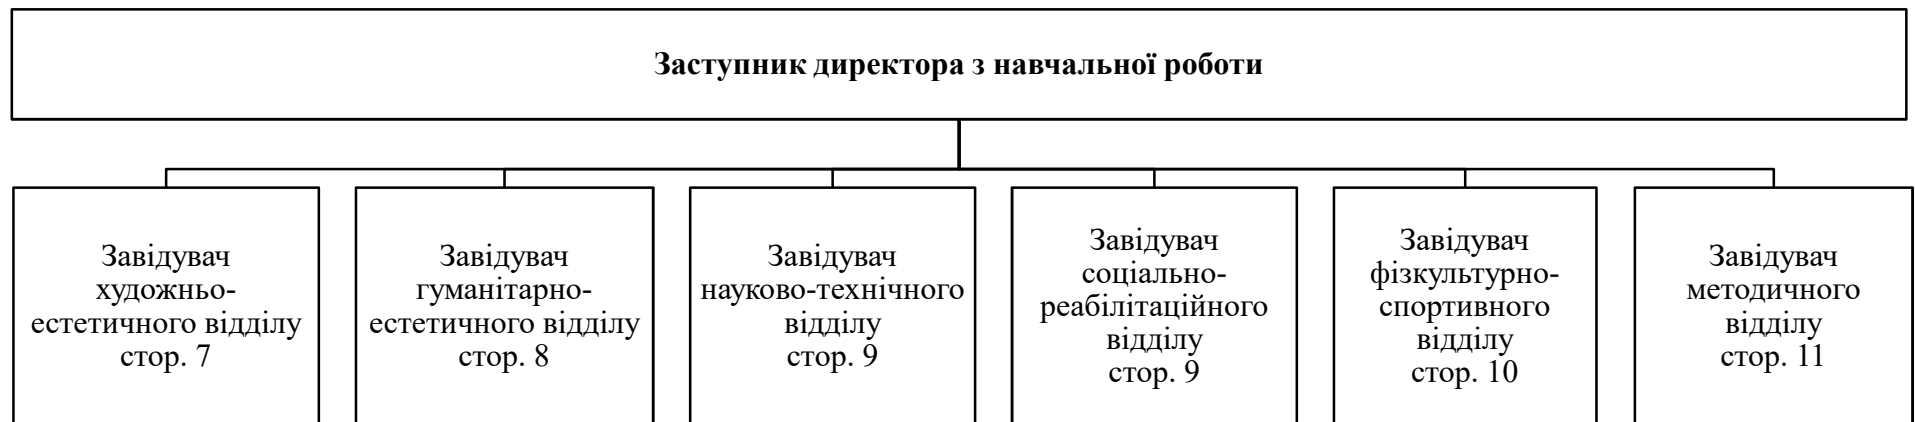 Заступник директора з навчальної роботи
Завідувач
художньо-
естетичного відділу
стор. 7
Завідувач
гуманітарно-
естетичного відділу
стор. 8
Завідувач
науково-технічного
відділу
стор. 9
Завідувач
соціально-
реабілітаційного
відділу
стор. 9
Завідувач
фізкультурно-
спортивного
відділу
стор. 10
Завідувач
методичного
відділу
стор. 11